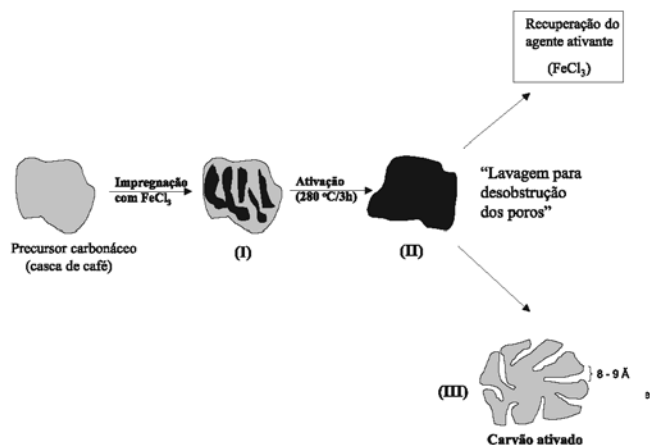 Recuperação do
agente ativante
(FeCl₃)
Impregnação
com FeCl₃
Ativação
(280 °C/3h)
“Lavagem para
desobstrução
dos poros”
Precursor carbonáceo
(casca de café)
(I)
(II)
(III)
8 - 9 Å
e
Carvão ativado